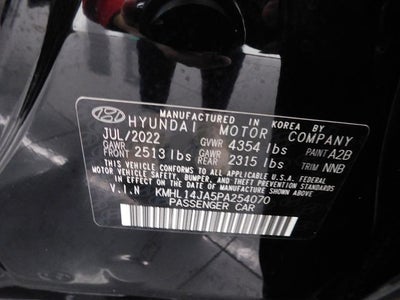 MANUFACTURED IN KOREA BY
HYUNDAI MOTOR COMPANY
JUL/2022 GVWR 4354 lbs PAINT A2B
GAWR FRONT 2513 lbs GAWR REAR 2315 lbs TRIM NNB
THIS VEHICLE CONFORMS TO ALL APPLICABLE U.S.A FEDERAL
MOTOR VEHICLE SAFETY, BUMPER, AND THEFT PREVENTION STANDARDS
IN EFFECT ON THE DATE OF MANUFACTURE SHOWN ABOVE
V.I.N KMHL14JA5PA254070
PASSENGER CAR